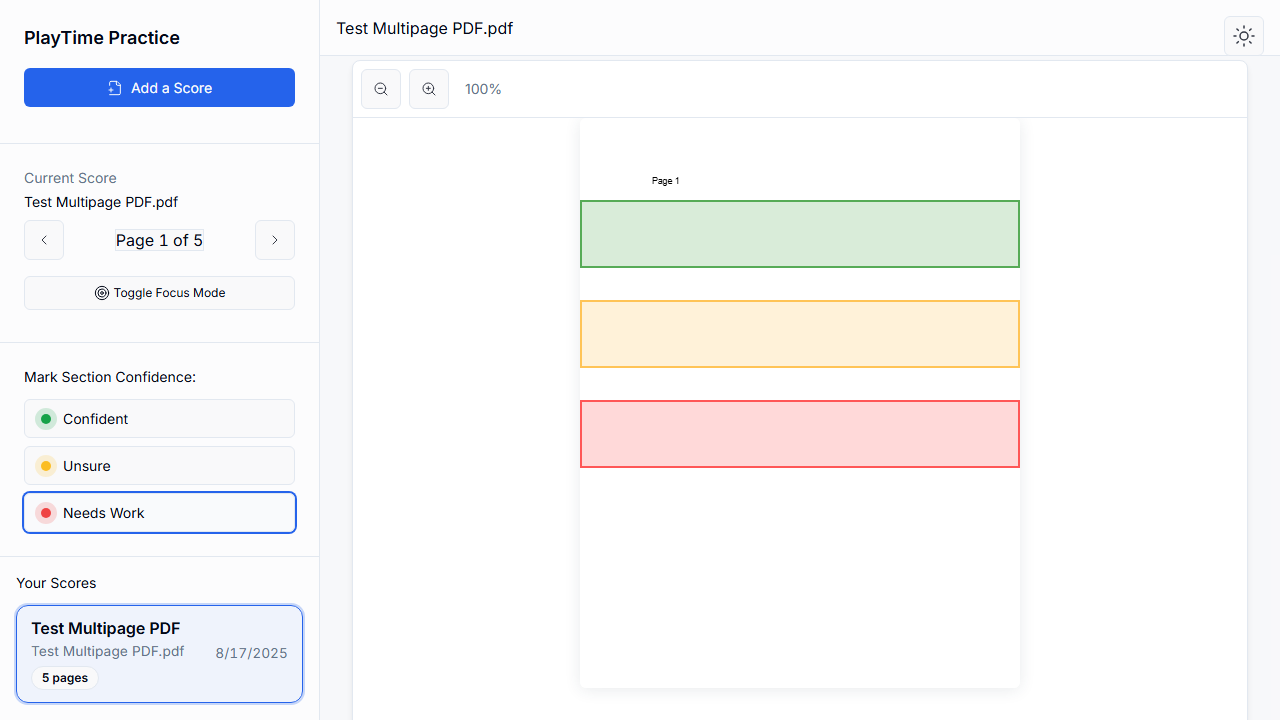 PlayTime Practice
Add a Score
Current Score
Test Multipage PDF.pdf
Page 1 of 5
Toggle Focus Mode
Mark Section Confidence:
Confident
Unsure
Needs Work
Your Scores
Test Multipage PDF
Test Multipage PDF.pdf
8/17/2025
5 pages
Test Multipage PDF.pdf
100%
Page 1